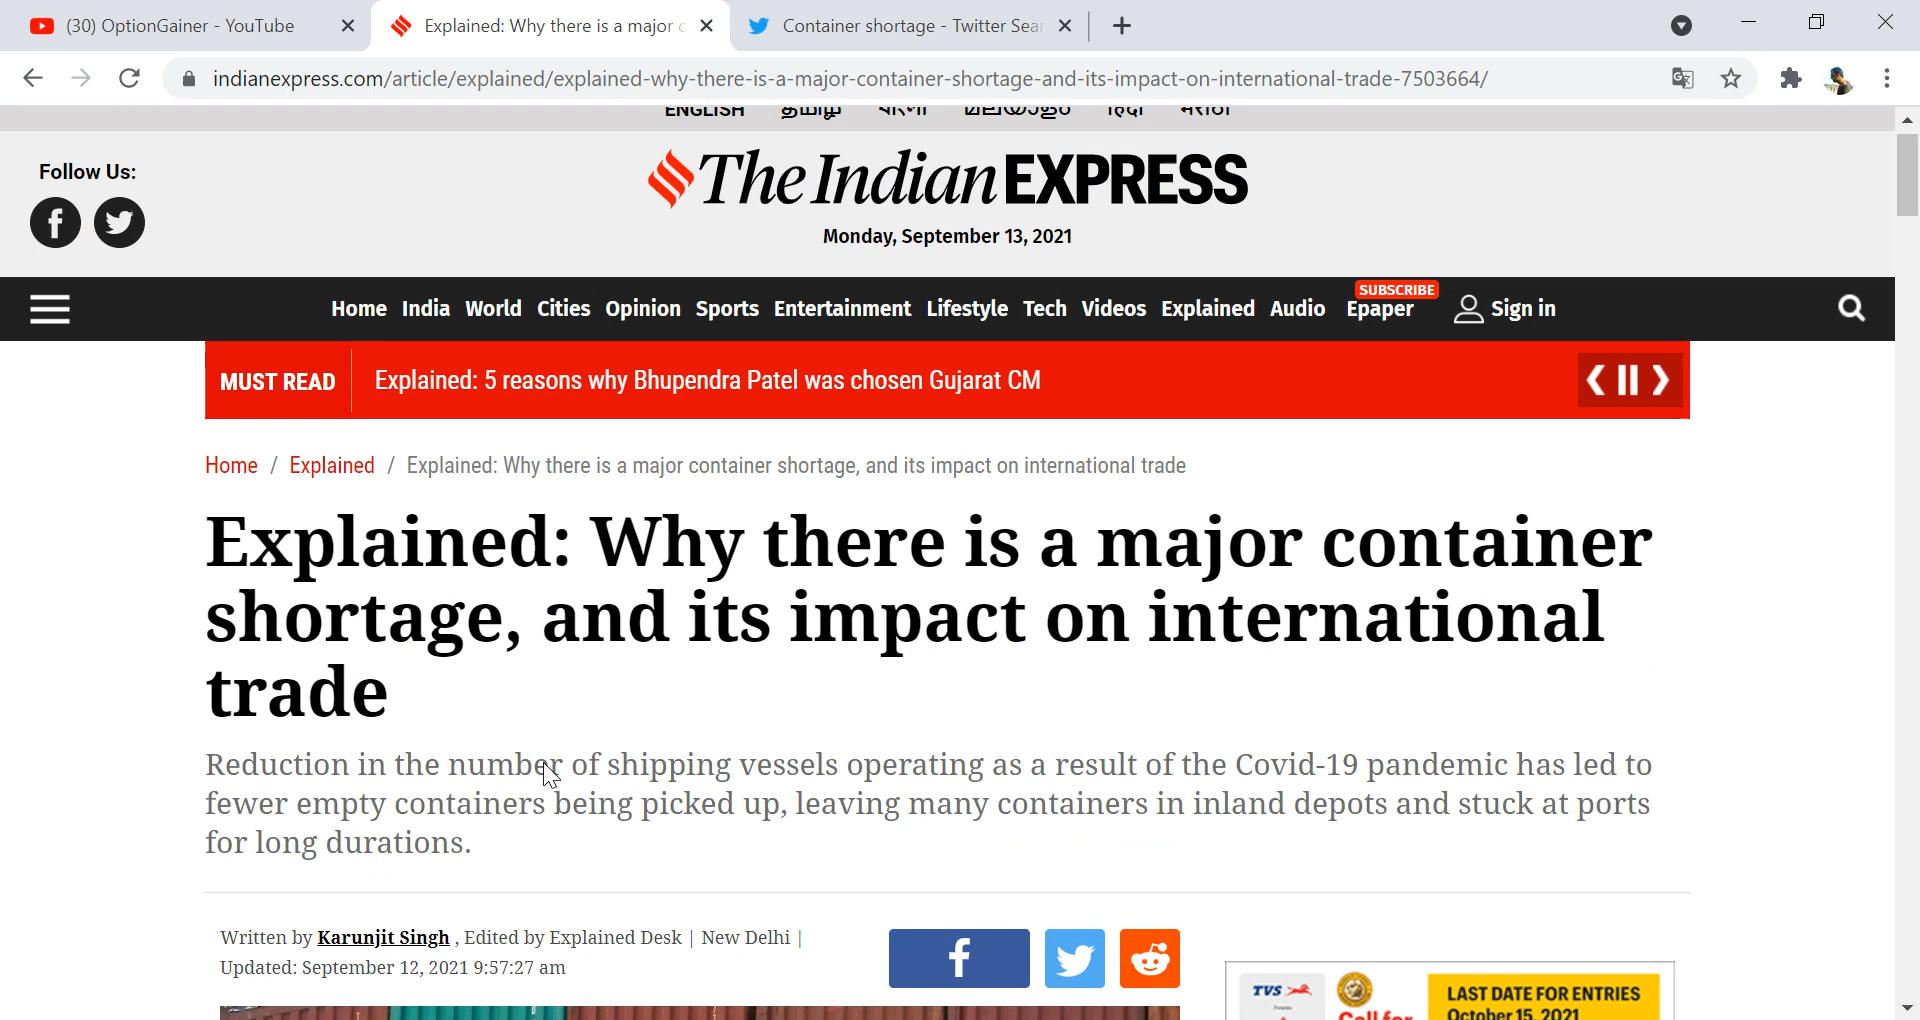 (30) OptionGainer - YouTube
Explained: Why there is a major c
Container shortage - Twitter Sear
indianexpress.com/article/explained/explained-why-there-is-a-major-container-shortage-and-its-impact-on-international-trade-7503664/
ENGLISH தமிழ் বাংলা മലയാളം हिंदी मराठी
Follow Us:
The Indian EXPRESS
Monday, September 13, 2021
SUBSCRIBE
Home India World Cities Opinion Sports Entertainment Lifestyle Tech Videos Explained Audio Epaper Sign in
MUST READ Explained: 5 reasons why Bhupendra Patel was chosen Gujarat CM
Home / Explained / Explained: Why there is a major container shortage, and its impact on international trade
Explained: Why there is a major container
shortage, and its impact on international
trade
Reduction in the number of shipping vessels operating as a result of the Covid-19 pandemic has led to
fewer empty containers being picked up, leaving many containers in inland depots and stuck at ports
for long durations.
Written by Karunjit Singh , Edited by Explained Desk | New Delhi |
Updated: September 12, 2021 9:57:27 am
TVS
Call for
LAST DATE FOR ENTRIES
October 15, 2021